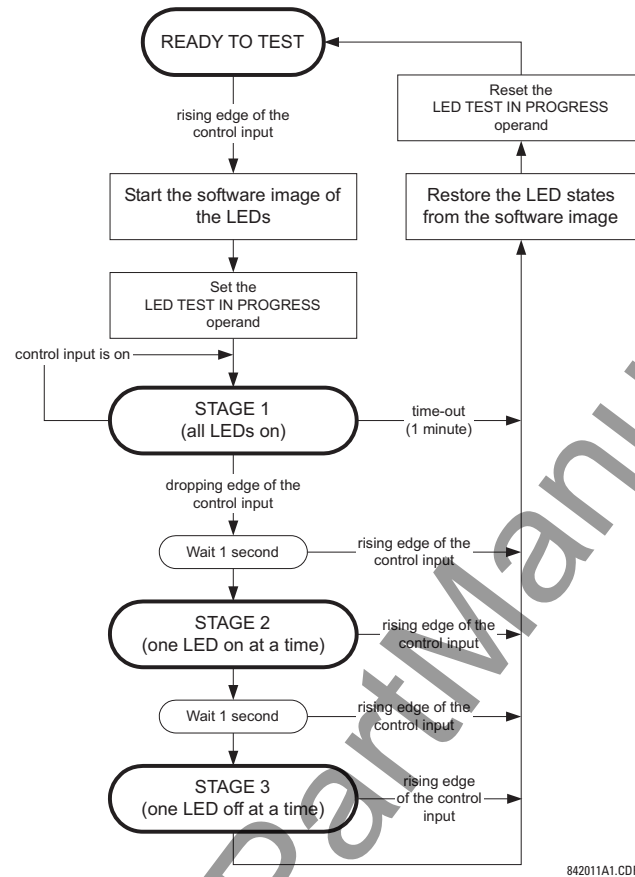 READY TO TEST
rising edge of the
control input
Start the software image of
the LEDs
Set the
LED TEST IN PROGRESS
operand
control input is on
STAGE 1
(all LEDs on)
time-out
(1 minute)
dropping edge of the
control input
Wait 1 second
rising edge of the
control input
STAGE 2
(one LED on at a time)
rising edge of the
control input
Wait 1 second
rising edge of the
control input
STAGE 3
(one LED off at a time)
rising edge
of the control
input
Restore the LED states
from the software image
Reset the
LED TEST IN PROGRESS
operand
PartManu
842011A1.CDR